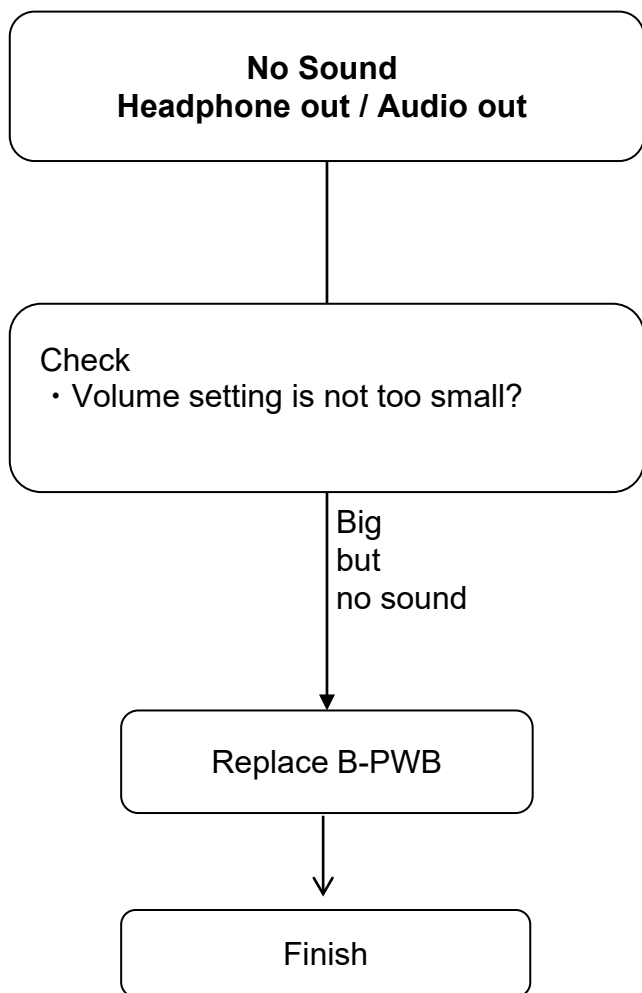 No Sound
Headphone out / Audio out
Check
・Volume setting is not too small?
Big
but
no sound
Replace B-PWB
Finish